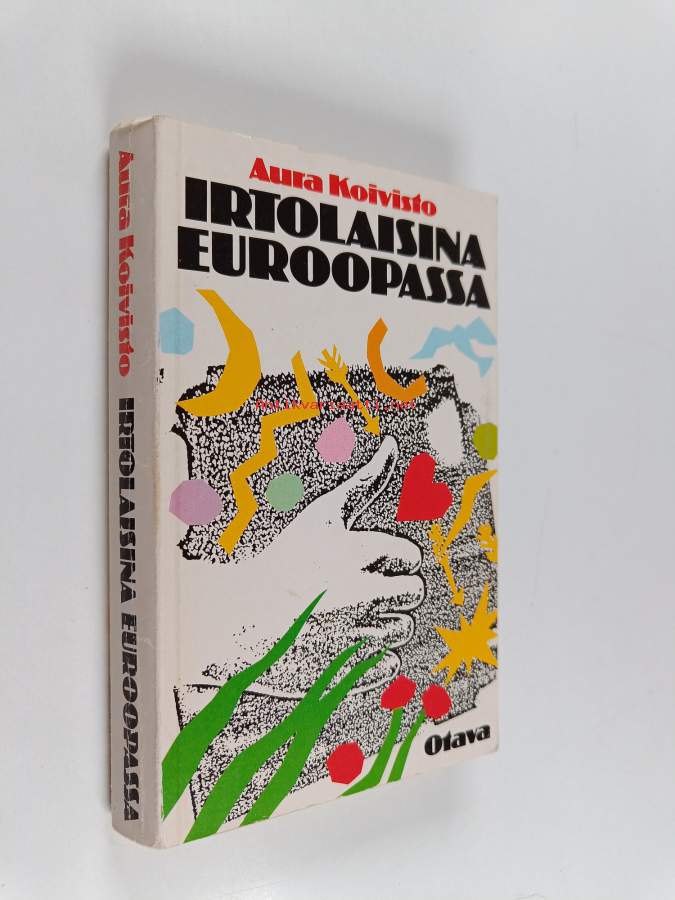 Aura Koivisto
IRTOLAISINA
EUROOPASSA
Otava
Aura Koivisto IRTOLAISINA EUROOPASSA